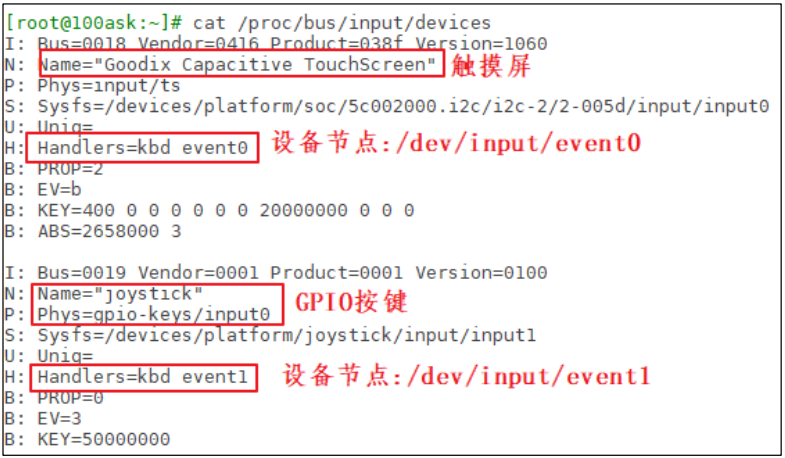 [root@100ask:~]# cat /proc/bus/input/devices
I: Bus=0018 Vendor=0416 Product=038f Version=1060
N: Name="Goodix Capacitive TouchScreen" 触摸屏
P: Phys=input/ts
S: Sysfs=/devices/platform/soc/5c002000.i2c/i2c-2/2-005d/input/input0
U: Uniq=
H: Handlers=kbd event0 设备节点:/dev/input/event0
B: PROP=2
B: EV=b
B: KEY=400 0 0 0 0 0 0 20000000 0 0 0
B: ABS=2658000 3
I: Bus=0019 Vendor=0001 Product=0001 Version=0100
N: Name="joystick"
GPIO按键
P: Phys=gpio-keys/input0
S: Sysfs=/devices/platform/joystick/input/input1
U: Uniq=
H: Handlers=kbd event1 设备节点:/dev/input/event1
B: PROP=0
B: EV=3
B: KEY=50000000